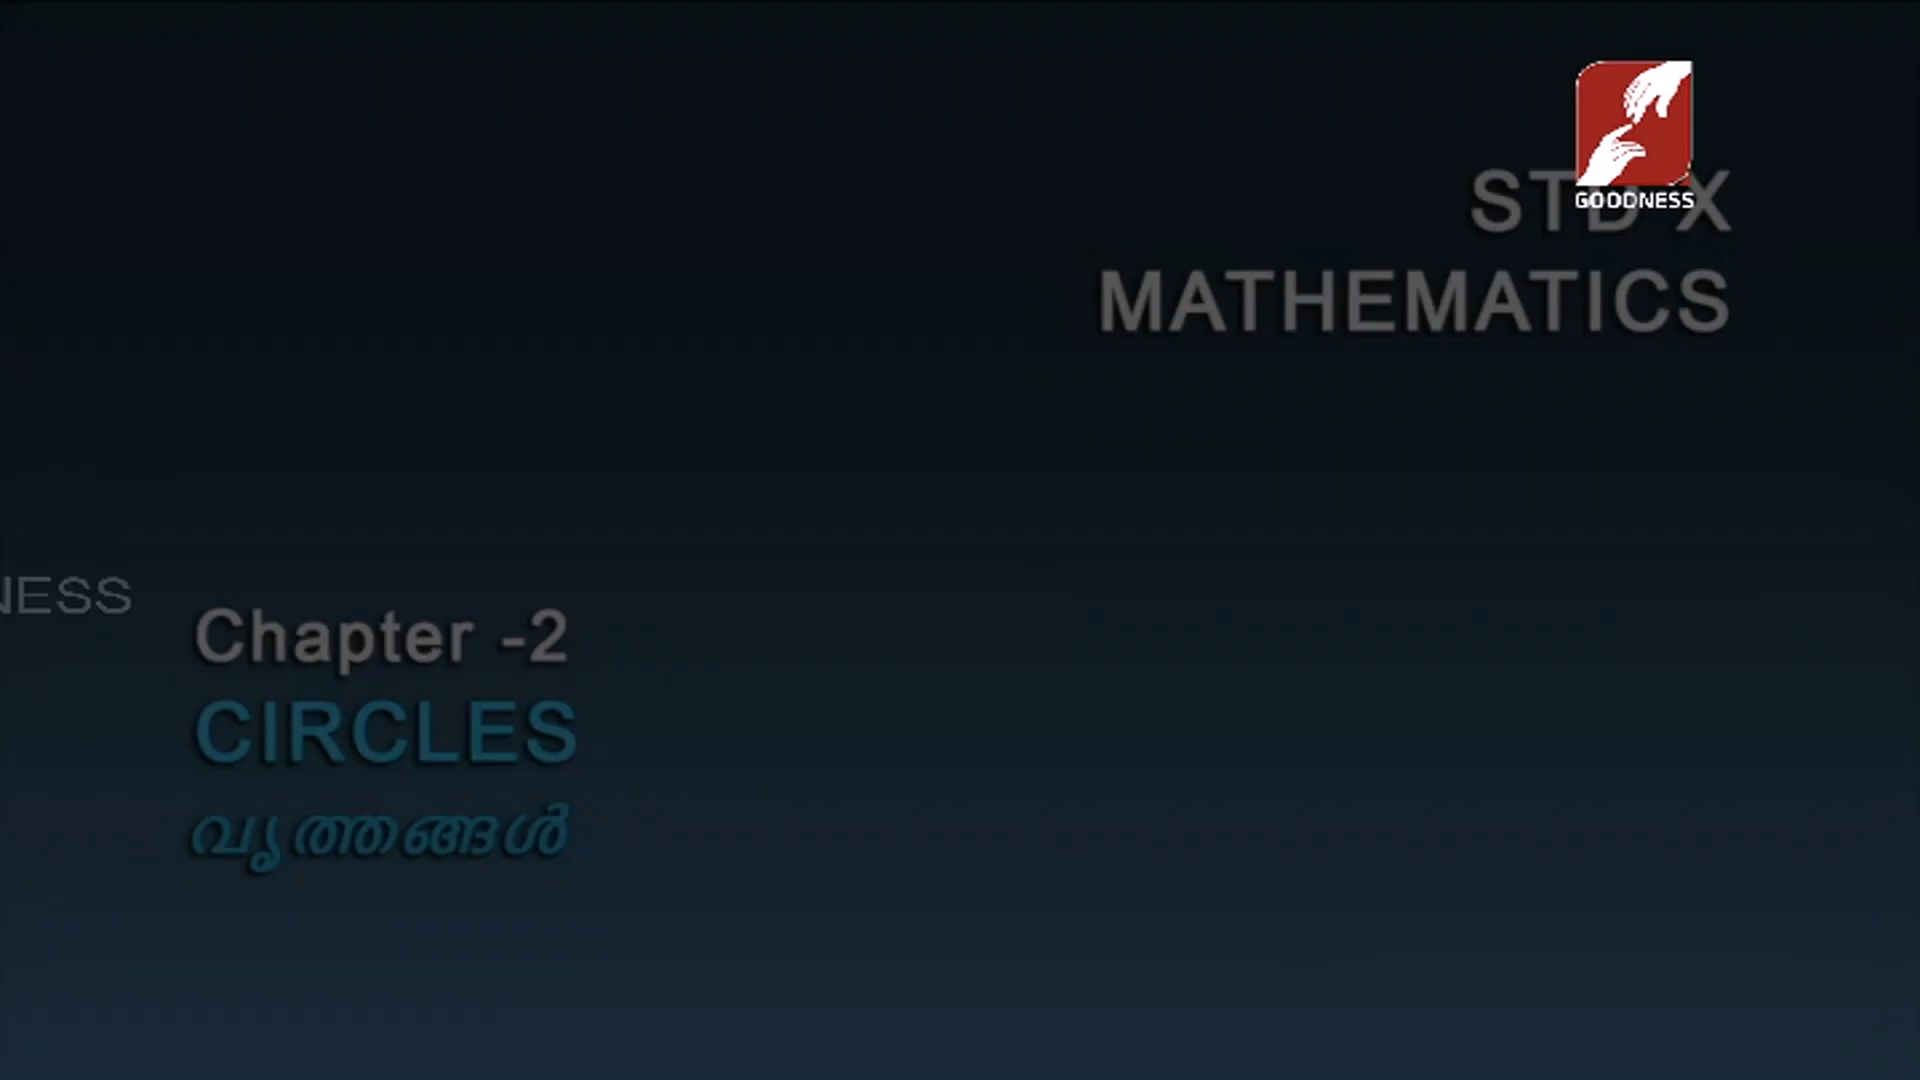 GOODNESS
STD X
MATHEMATICS
NESS
Chapter -2
CIRCLES
വൃത്തങ്ങൾ